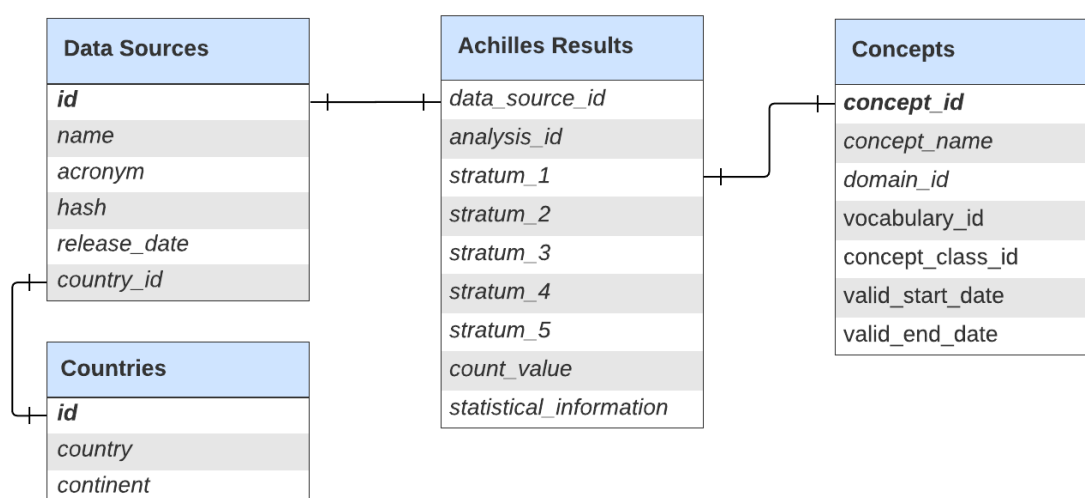 Data Sources
id
name
acronym
hash
release_date
country_id
Countries
id
country
continent
Achilles Results
data_source_id
analysis_id
stratum_1
stratum_2
stratum_3
stratum_4
stratum_5
count_value
statistical_information
Concepts
concept_id
concept_name
domain_id
vocabulary_id
concept_class_id
valid_start_date
valid_end_date